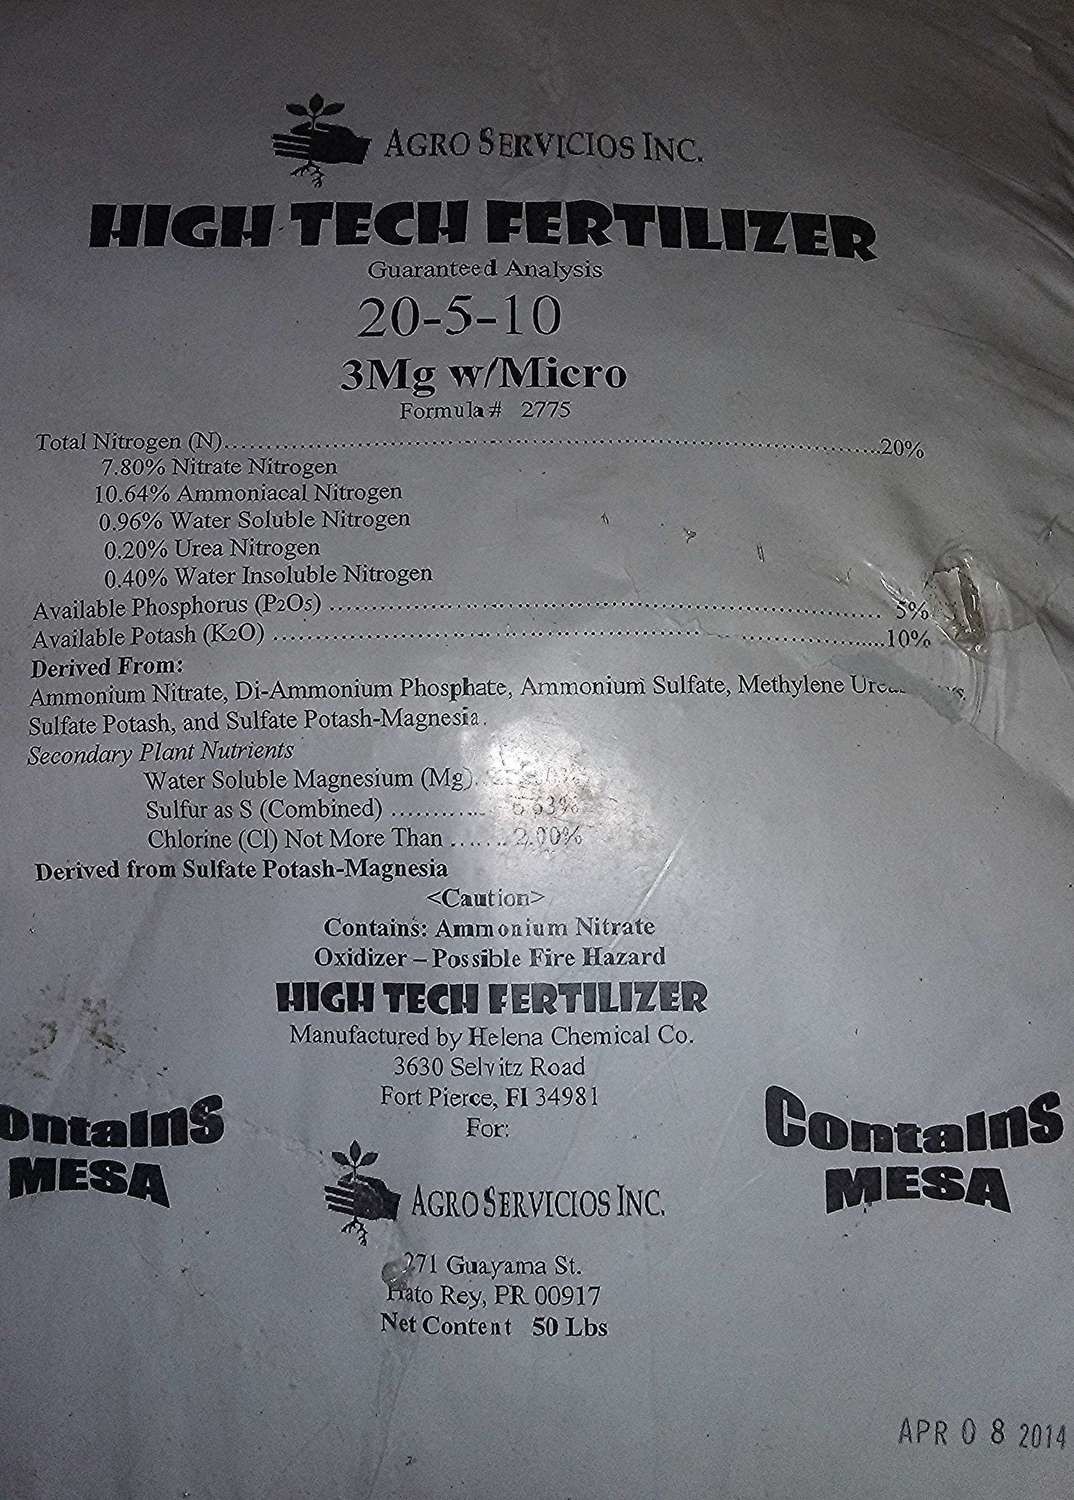 AGRO SERVICIOS INC.
HIGH TECH FERTILIZER
Guaranteed Analysis
20-5-10
3Mg w/Micro
Formula # 2775
Total Nitrogen (N)..........20%
7.80% Nitrate Nitrogen
10.64% Ammoniacal Nitrogen
0.96% Water Soluble Nitrogen
0.20% Urea Nitrogen
0.40% Water Insoluble Nitrogen
Available Phosphorus (P2O5) .......... 5%
Available Potash (K2O) ..........10%
Derived From:
Ammonium Nitrate, Di-Ammonium Phosphate, Ammonium Sulfate, Methylene
Sulfate Potash, and Sulfate Potash-Magnesia.
Secondary Plant Nutrients
Water Soluble Magnesium (Mg)
Sulfur as S (Combined) ..........
Chlorine (Cl) Not More Than ....... 2.00%
Derived from Sulfate Potash-Magnesia
<Caution>
Contains: Ammonium Nitrate
Oxidizer – Possible Fire Hazard
HIGH TECH FERTILIZER
Manufactured by Helena Chemical Co.
3630 Selvitz Road
Fort Pierce, Fl 34981
For:
ontains
MESA
Contains
MESA
AGRO SERVICIOS INC.
271 Guayama St.
Hato Rey, PR 00917
Net Content 50 Lbs
APR 08 2014